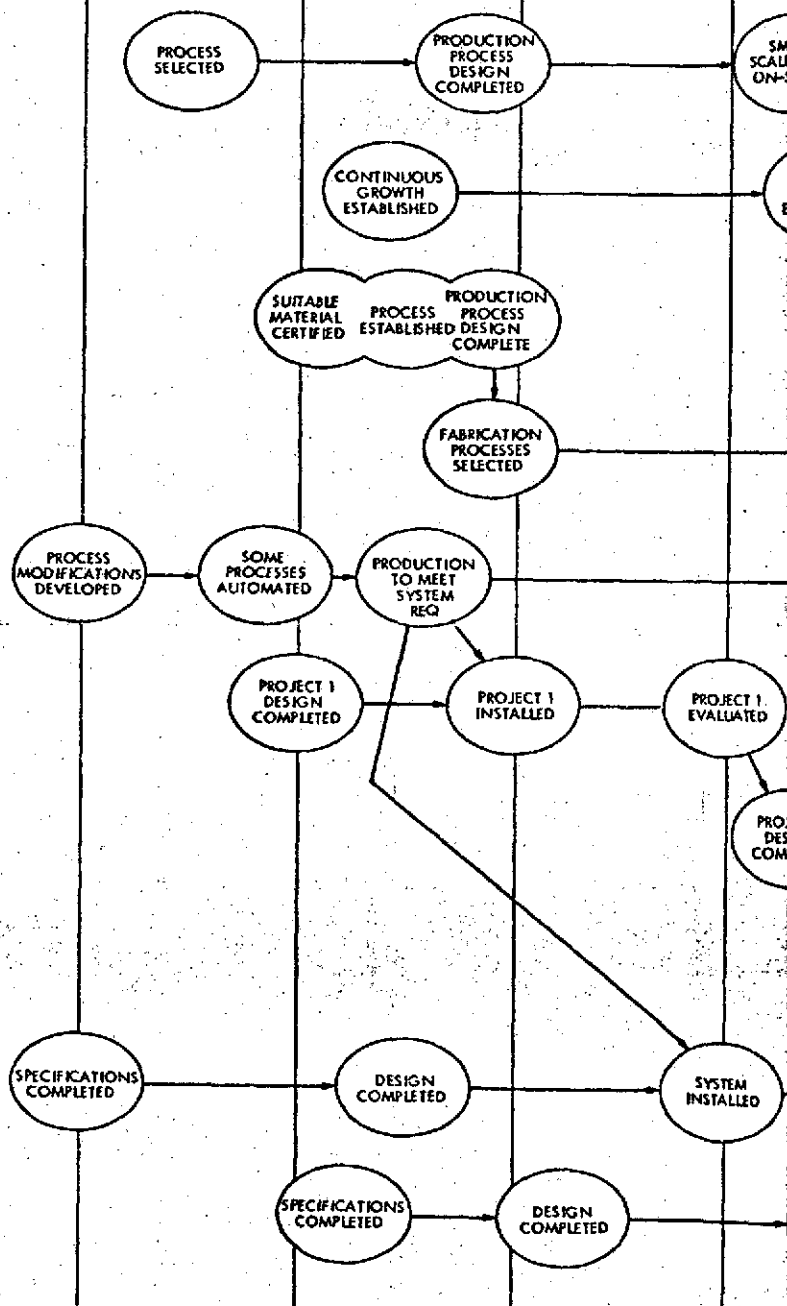 PROCESS
SELECTED
PRODUCTION
PROCESS
DESIGN
COMPLETED
CONTINUOUS
GROWTH
ESTABLISHED
SUITABLE
MATERIAL
CERTIFIED
PROCESS
ESTABLISHED
PRODUCTION
PROCESS
DESIGN
COMPLETE
FABRICATION
PROCESSES
SELECTED
PROCESS
MODIFICATIONS
DEVELOPED
SOME
PROCESSES
AUTOMATED
PRODUCTION
TO MEET
SYSTEM
REQ
PROJECT 1
DESIGN
COMPLETED
PROJECT 1
INSTALLED
PROJECT 1
EVALUATED
SPECIFICATIONS
COMPLETED
DESIGN
COMPLETED
SYSTEM
INSTALLED
SPECIFICATIONS
COMPLETED
DESIGN
COMPLETED